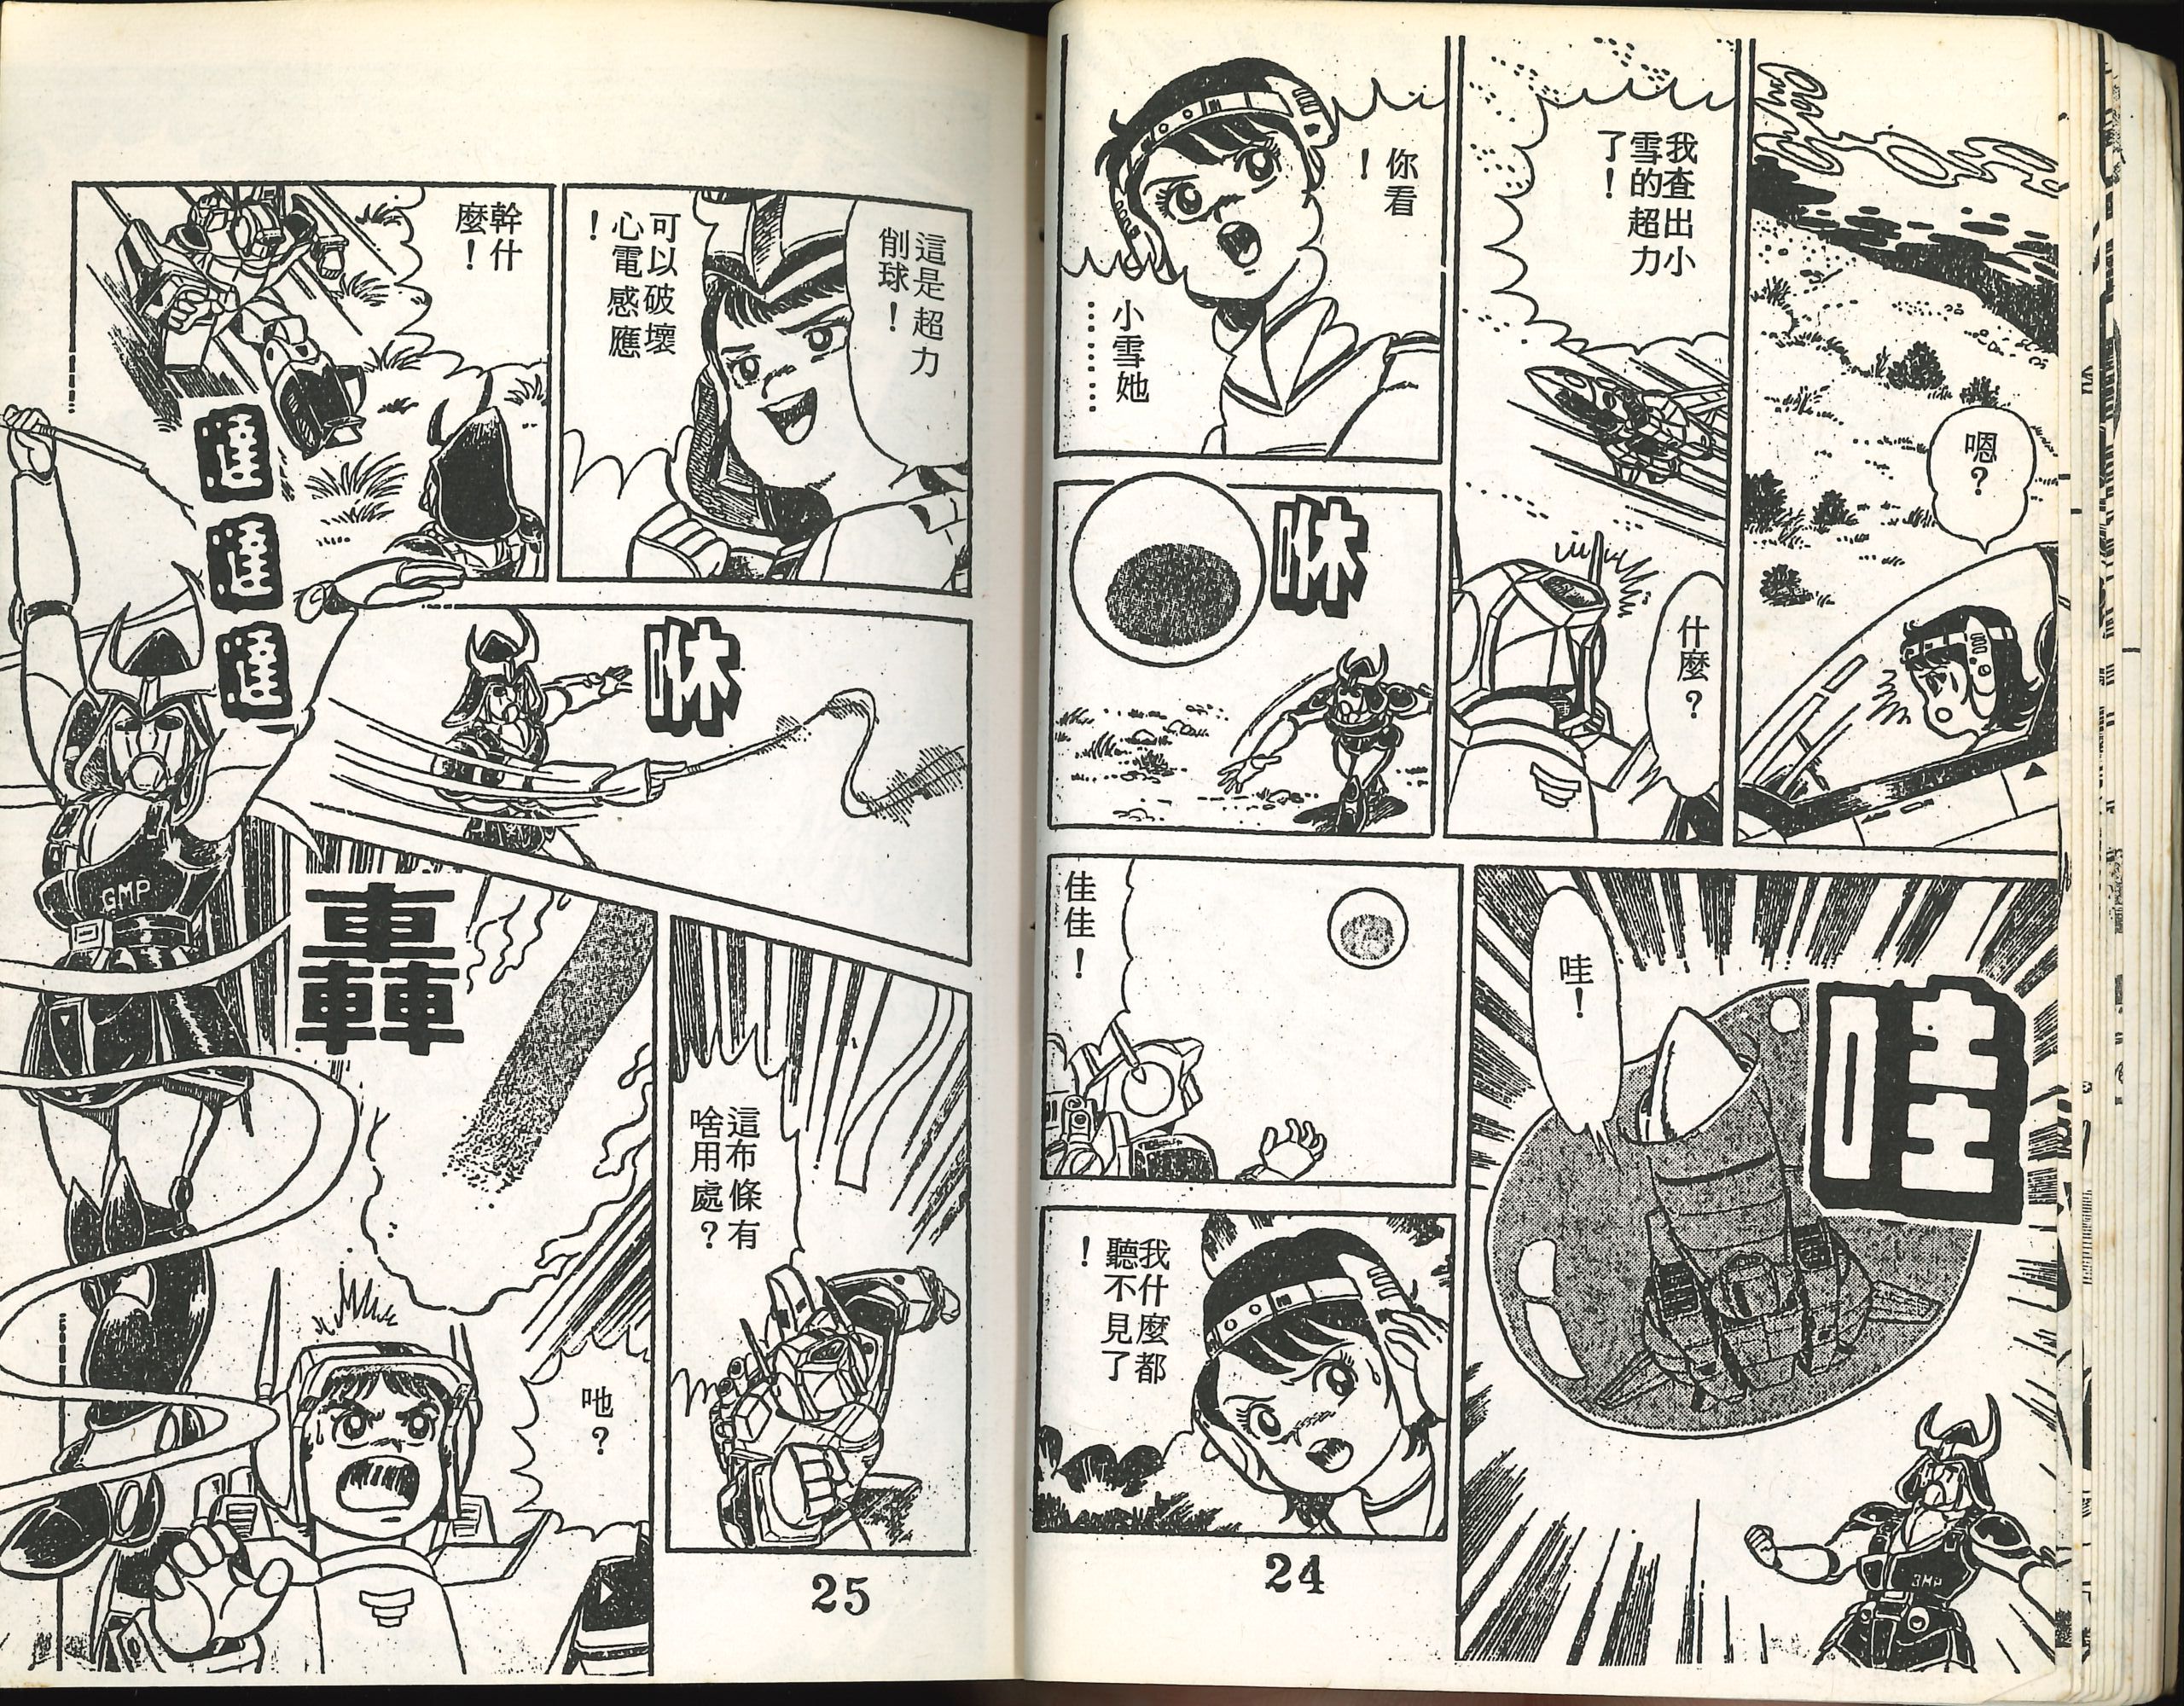 嗯？
我查出小
雪的超力
了！
什麼？
你看
！
小雪她
………
咻
哇！
哇
GMP
佳佳！
我什麼都
聽不見了
！
24
這是超力
削球！
可以破壞
心電感應
！
幹什
麼！
噠
噠
噠
咻
GMP
這布條有
啥用處？
轟
吔？
25